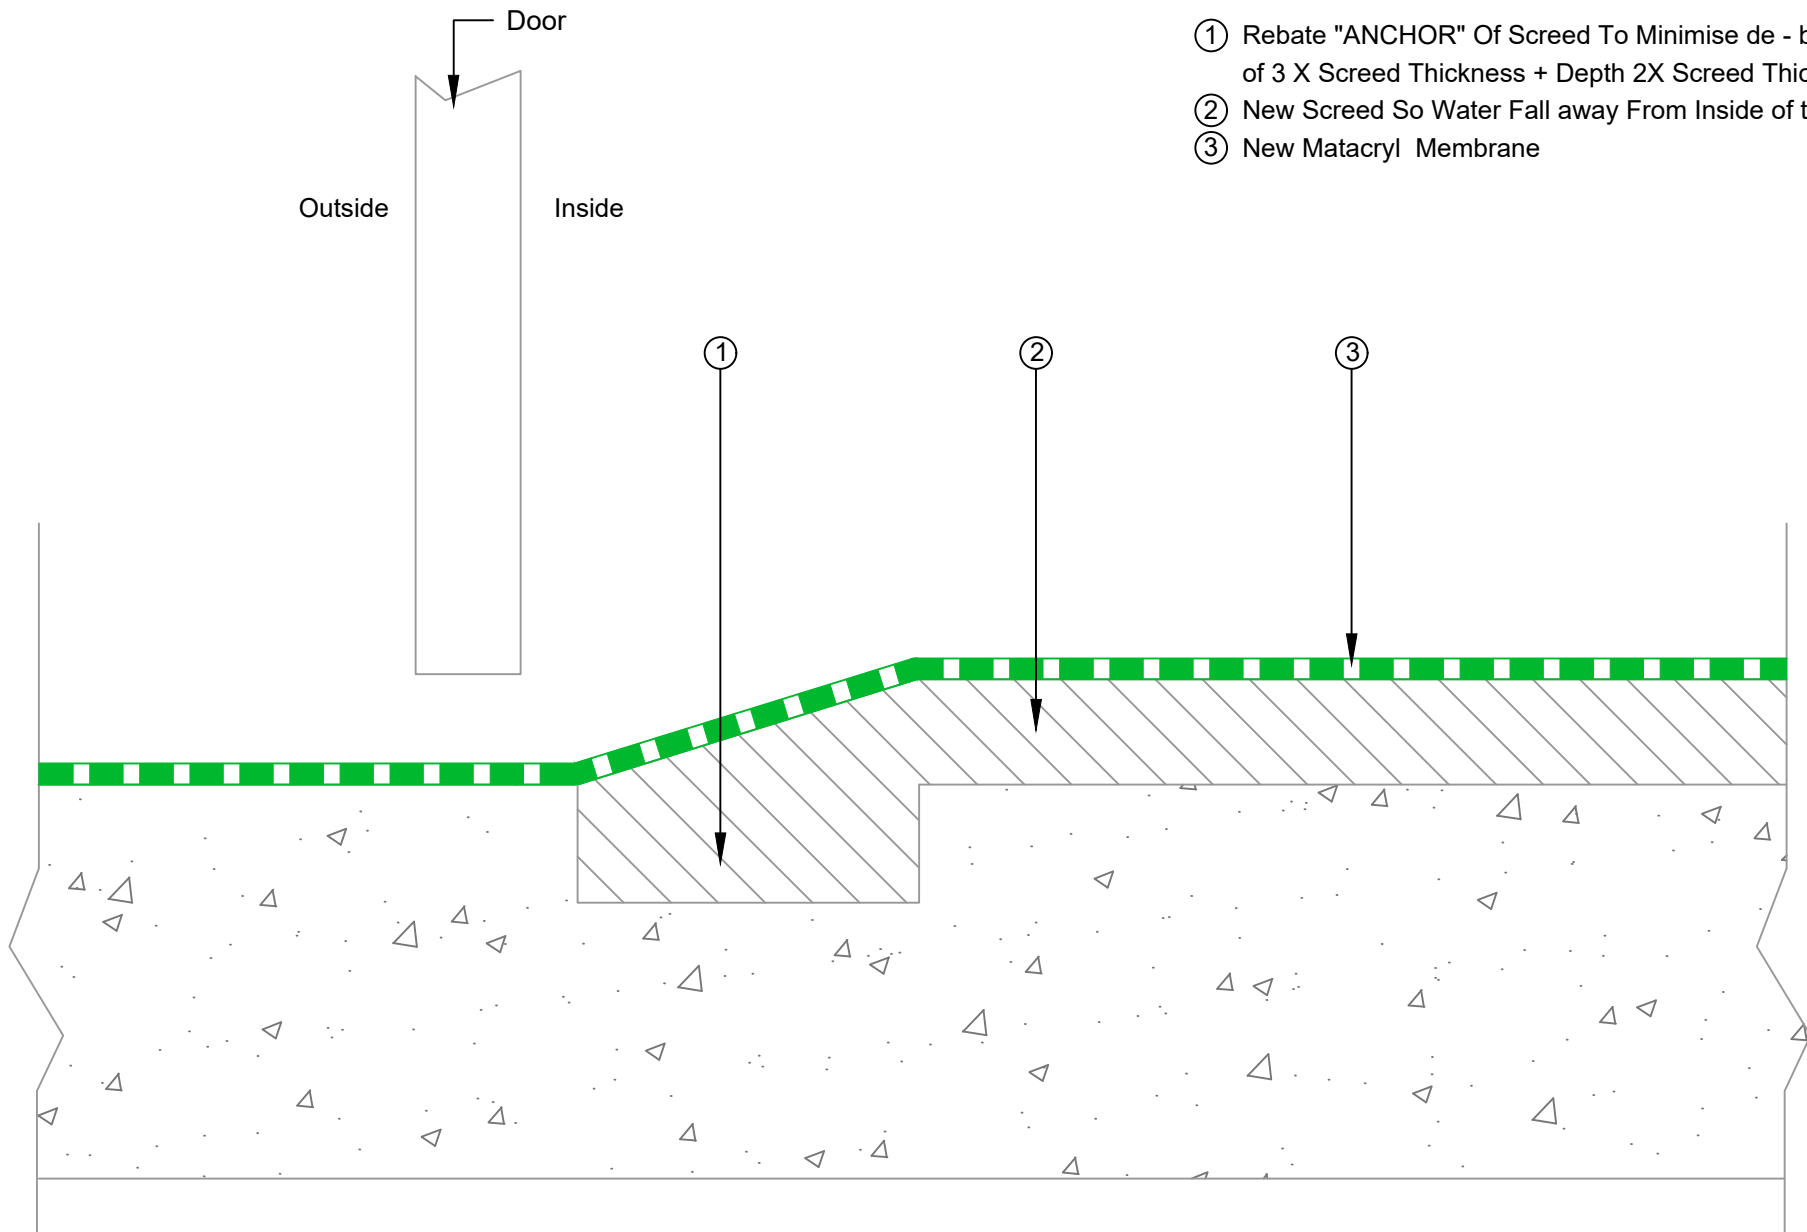 Door
① Rebate "ANCHOR" Of Screed To Minimise de - b
of 3 X Screed Thickness + Depth 2X Screed Thic
② New Screed So Water Fall away From Inside of t
③ New Matacryl  Membrane
Outside
Inside
①
②
③